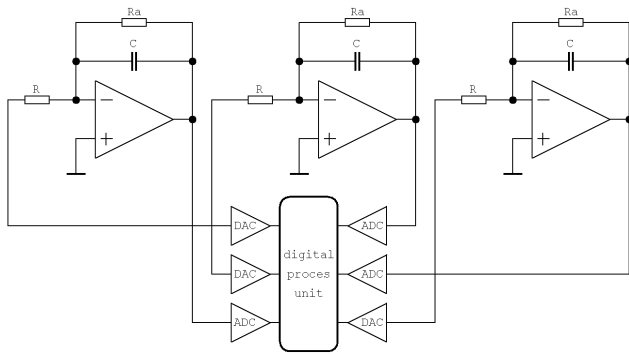 Ra
Ra
Ra
C
C
C
R
R
R
−
−
−
+
+
+
DAC
ADC
digital
DAC
proces
ADC
unit
ADC
DAC